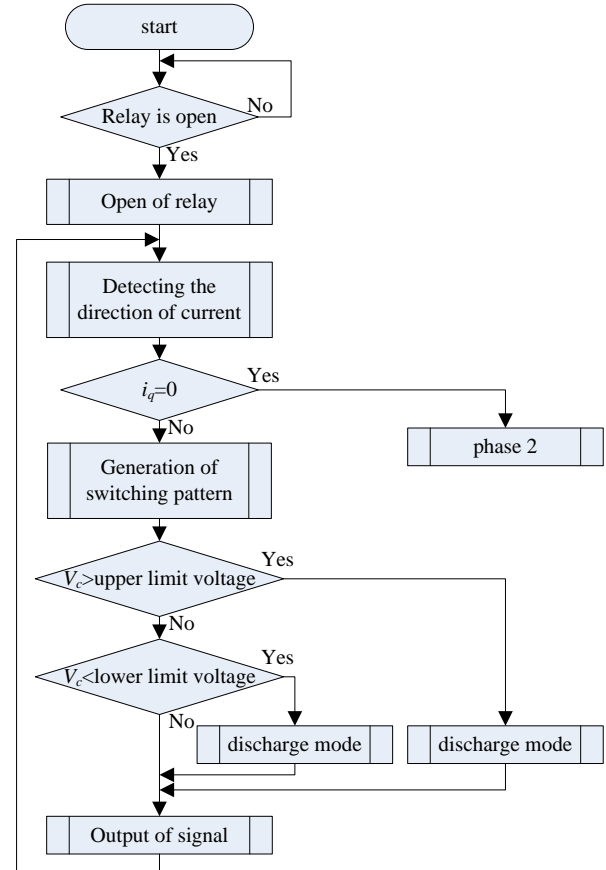 start
Relay is open
No
Yes
Open of relay
Detecting the
direction of current
iq=0
Yes
No
phase 2
Generation of
switching pattern
Vc>upper limit voltage
Yes
No
Vc<lower limit voltage
Yes
No
discharge mode
discharge mode
Output of signal